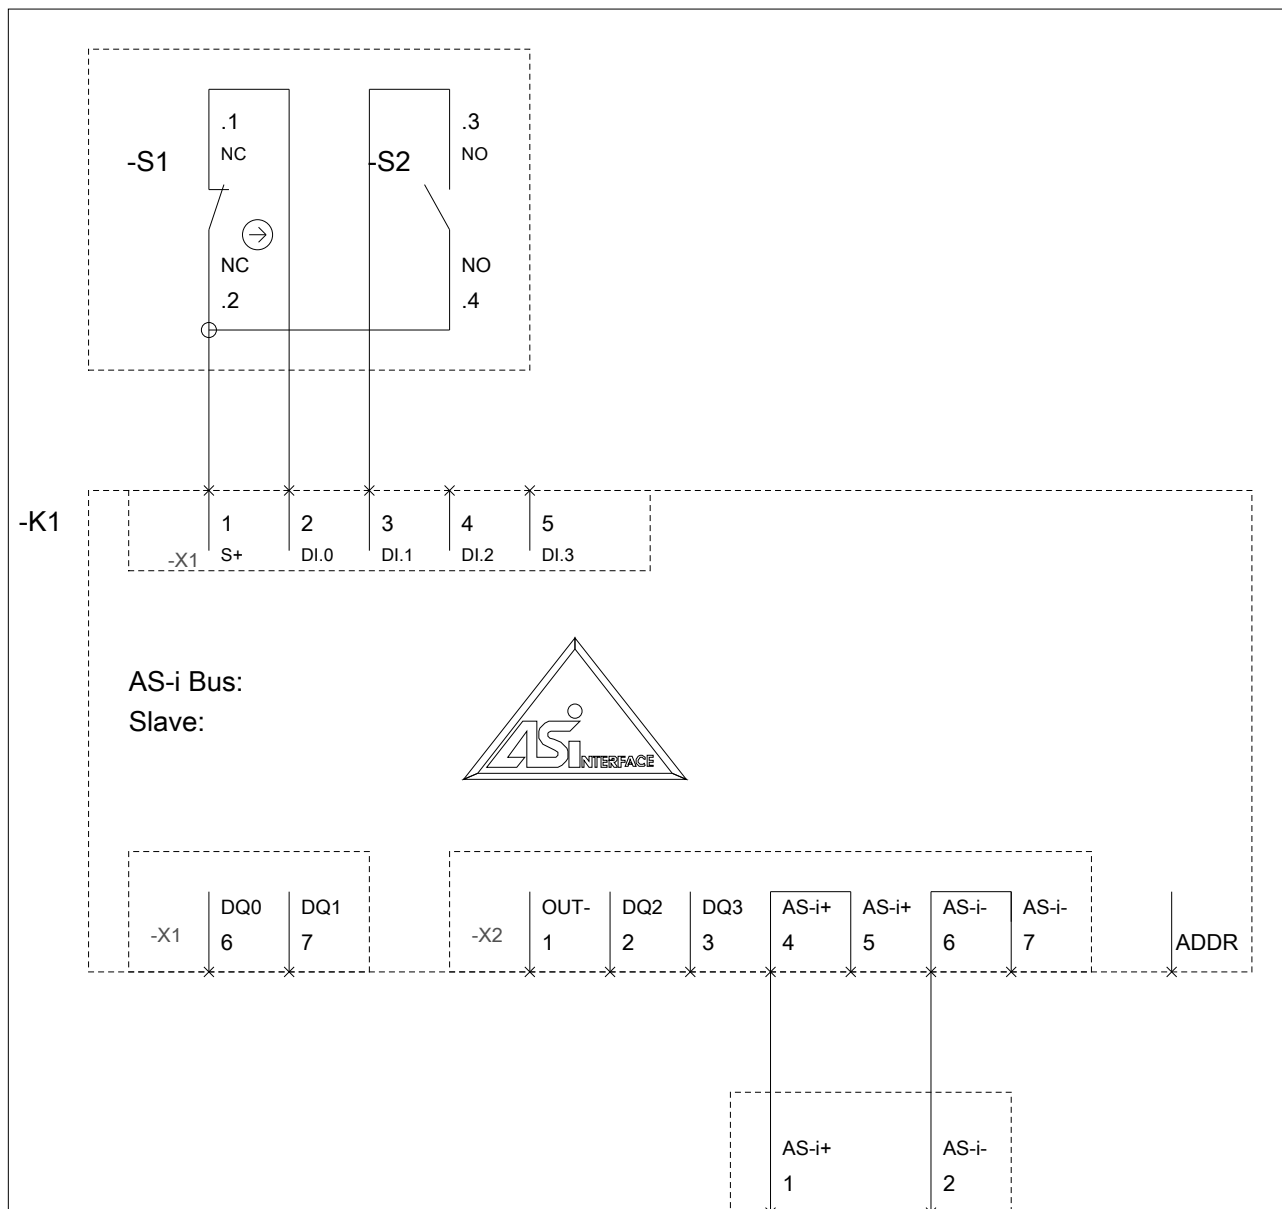 .1 .3
-S1 NC -S2 NO
NC NO
.2 .4
-K1 1 2 3 4 5
-X1 S+ DI.0 DI.1 DI.2 DI.3
AS-i Bus:
Slave:
ASi INTERFACE
DQ0 DQ1 OUT- DQ2 DQ3 AS-i+ AS-i+ AS-i- AS-i-
-X1 6 7 -X2 1 2 3 4 5 6 7 ADDR
AS-i+ AS-i-
1 2